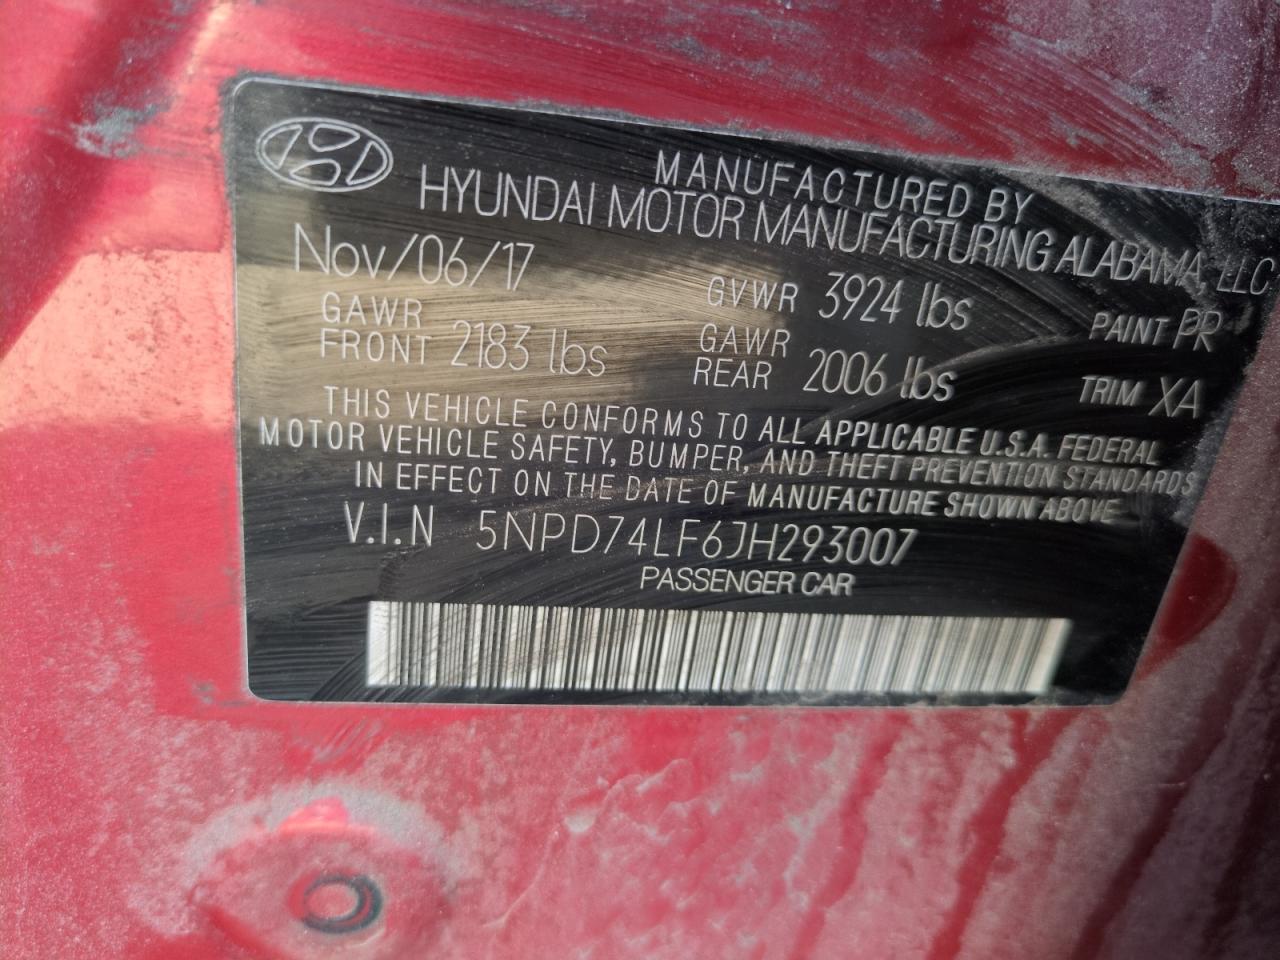 MANUFACTURED BY
HYUNDAI MOTOR MANUFACTURING ALABAMA, LLC
Nov/06/17
GVWR 3924 lbs
PAINT PR
GAWR FRONT 2183 lbs
GAWR REAR 2006 lbs
TRIM XA
THIS VEHICLE CONFORMS TO ALL APPLICABLE U.S.A. FEDERAL
MOTOR VEHICLE SAFETY, BUMPER, AND THEFT PREVENTION STANDARDS
IN EFFECT ON THE DATE OF MANUFACTURE SHOWN ABOVE
V.I.N 5NPD74LF6JH293007
PASSENGER CAR